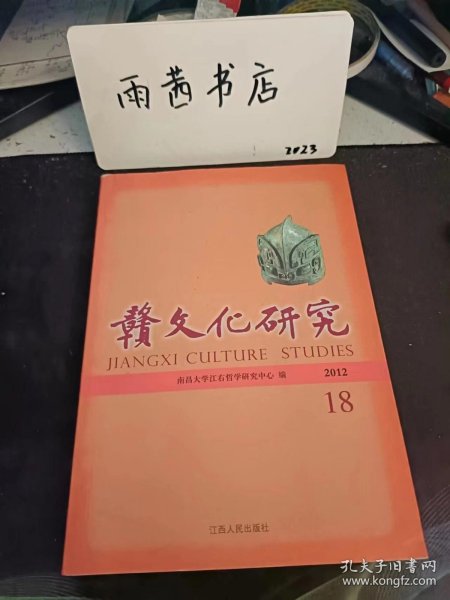 雨茜书店
2023
贛文化研究
JIANGXI CULTURE STUDIES
南昌大学江右哲学研究中心 编
2012
18
江西人民出版社
孔夫子旧书网
www.kongfz.com